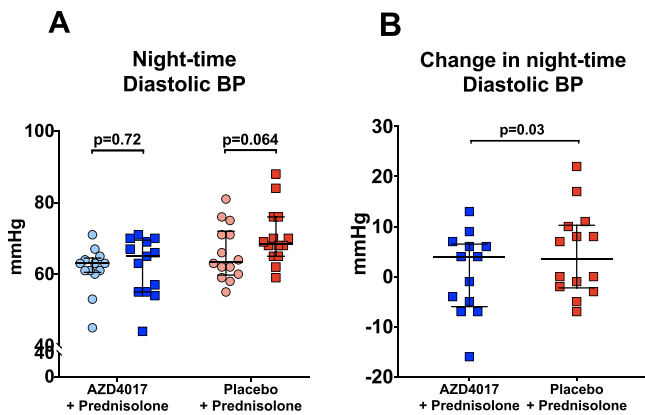 A
Night-time
Diastolic BP
p=0.72
p=0.064
100
80
60
40
40
0
mmHg
AZD4017
+ Prednisolone
Placebo
+ Prednisolone
B
Change in night-time
Diastolic BP
p=0.03
30
20
10
0
-10
-20
mmHg
AZD4017
+ Prednisolone
Placebo
+ Prednisolone